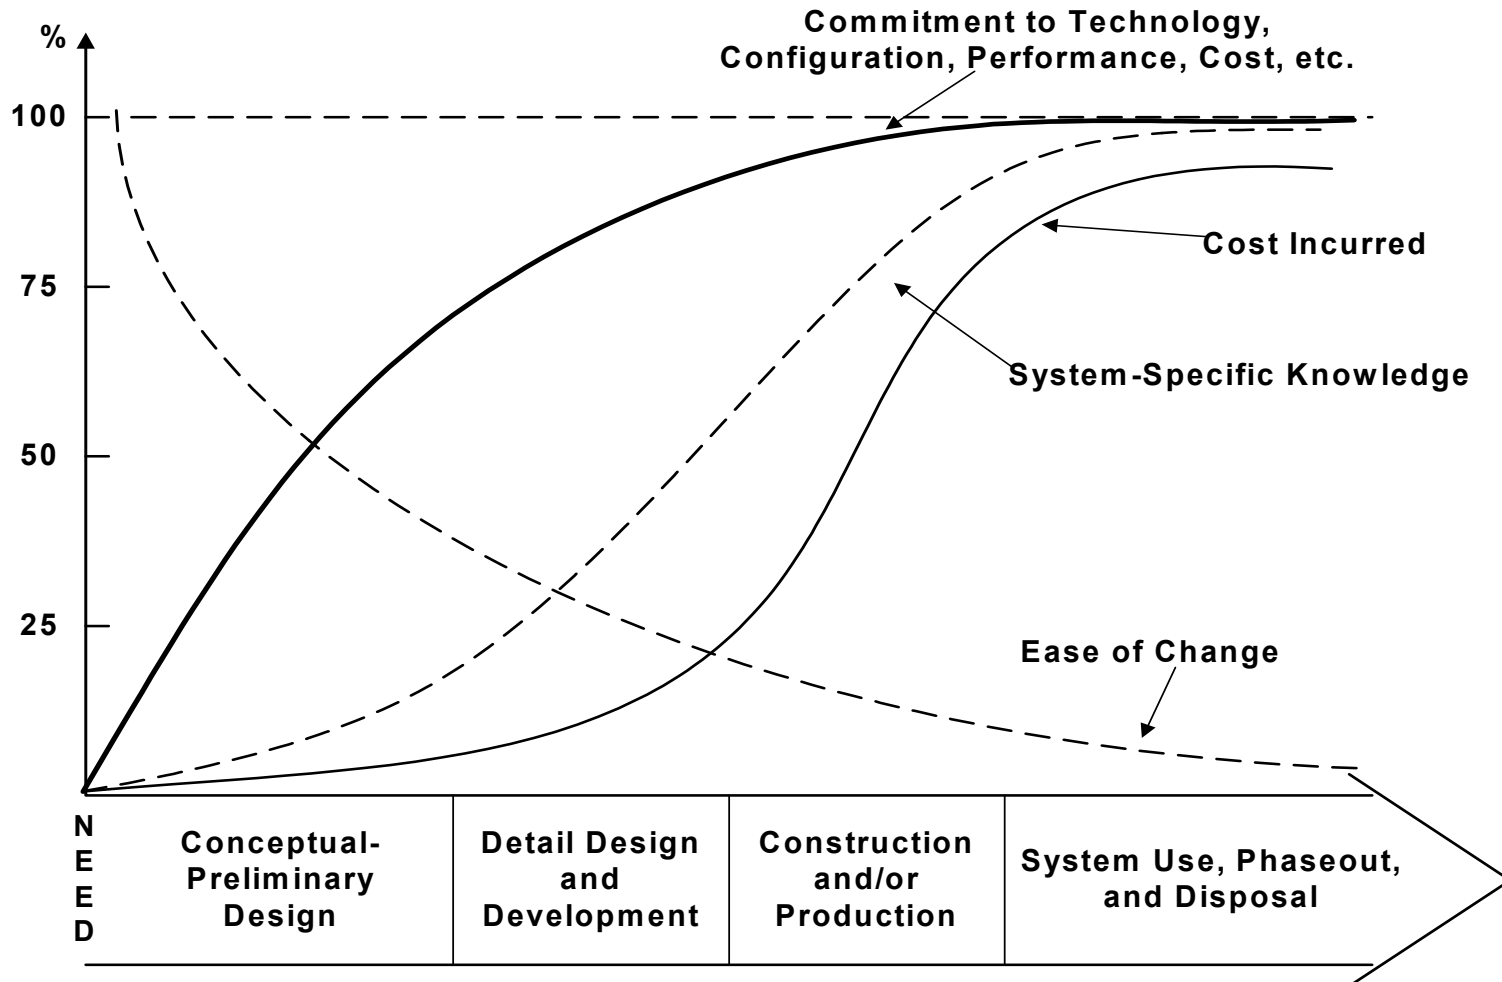 Commitment to Technology,
Configuration, Performance, Cost, etc.
%
100
75
50
25
Cost Incurred
System-Specific Knowledge
Ease of Change
N
E
E
D
Conceptual-
Preliminary
Design
Detail Design
and
Development
Construction
and/or
Production
System Use, Phaseout,
and Disposal